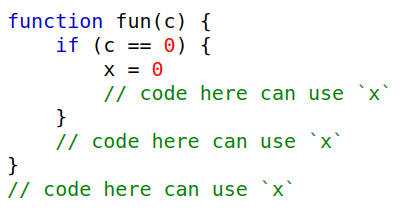 function fun(c) {
    if (c == 0) {
        x = 0
        // code here can use `x`
    }
    // code here can use `x`
}
// code here can use `x`